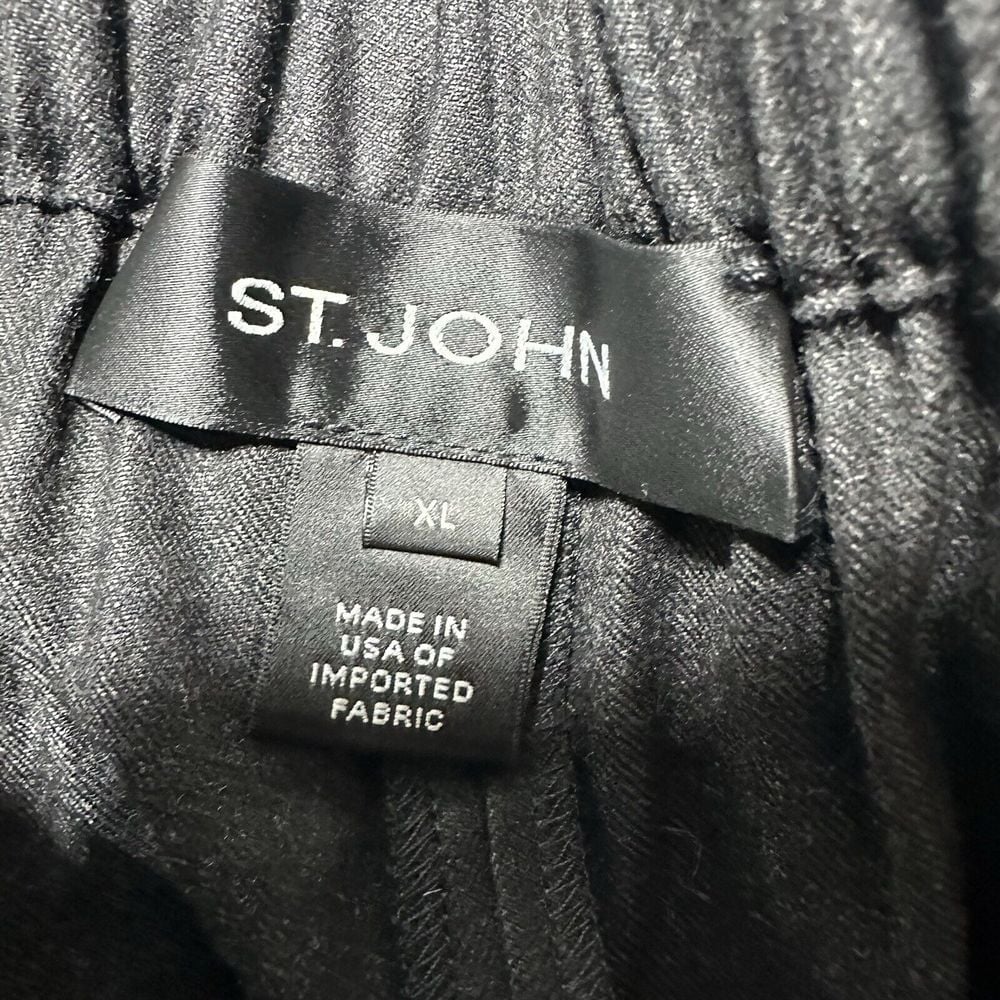 ST. JOHN
XL
MADE IN
USA OF
IMPORTED
FABRIC